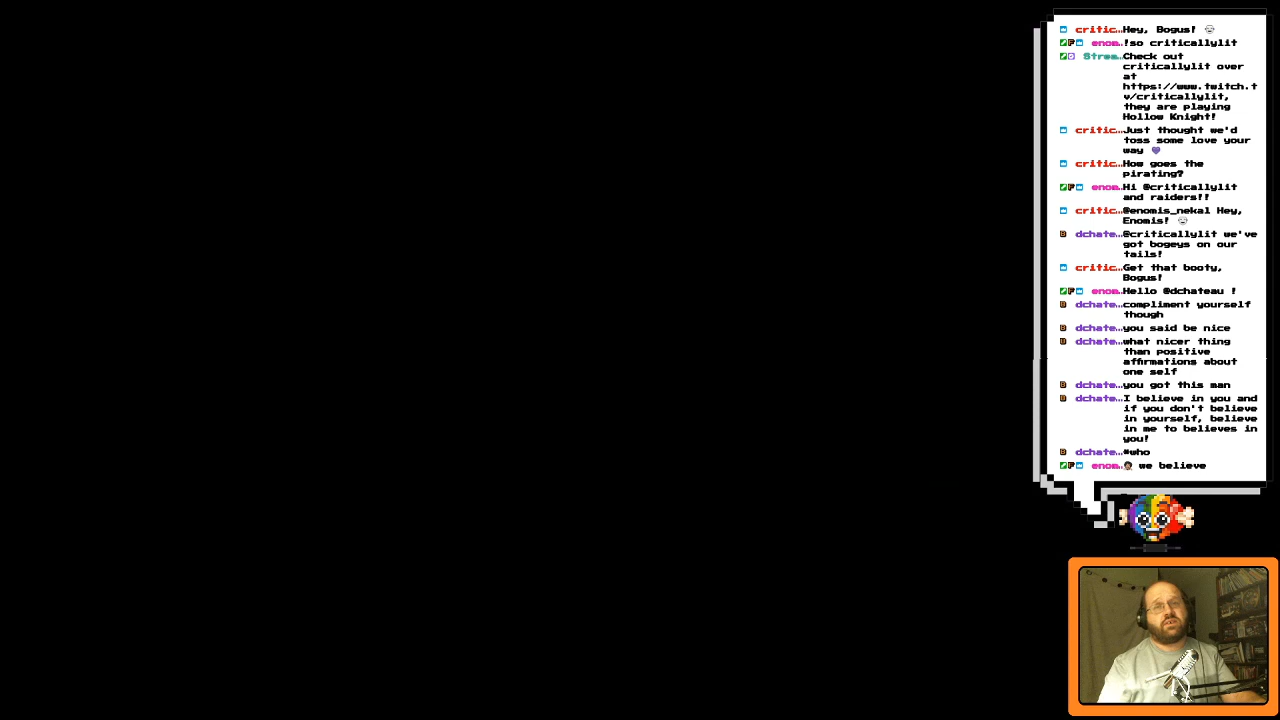 critic... Hey, Bogus!
enom... !so criticallylit
Strea... Check out
criticallylit over
at
https://www.twitch.t
v/criticallylit,
they are playing
Hollow Knight!
critic... Just thought we'd
toss some love your
way 💜
critic... How goes the
pirating?
enom... Hi @criticallylit
and raiders!!
critic... @enomis_nekal Hey,
Enomis!
dchate... @criticallylit we've
got bogeys on our
tails!
critic... Get that booty,
Bogus!
enom... Hello @dchateau !
dchate... compliment yourself
though
dchate... you said be nice
dchate... what nicer thing
than positive
affirmations about
one self
dchate... you got this man
dchate... I believe in you and
if you don't believe
in yourself, believe
in me to believes in
you!
dchate... *who
enom... we believe